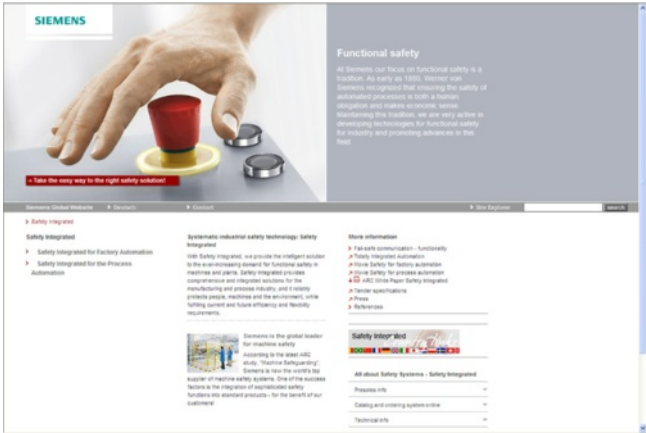 SIEMENS
Functional safety
At Siemens our focus on functional safety is a
tradition. As early as 1880, Werner von
Siemens recognized that ensuring the safety of
automated processes is both a human
obligation and makes economic sense.
Maintaining this tradition, we are very active in
developing technologies for functional safety
for industry and promoting advances in this
field.
Take the easy way to the right safety solution!
Siemens Global Website Deutsch Contact Site Explorer search
Safety Integrated
Safety Integrated
Safety Integrated for Factory Automation
Safety Integrated for the Process
Automation
Systematic industrial safety technology: Safety
Integrated
With Safety Integrated, we provide the intelligent solution
to the ever-increasing demand for functional safety in
machines and plants. Safety Integrated provides
comprehensive and integrated solutions for the
manufacturing and process industry, and it reliably
protects people, machines and the environment, while
fulfilling current and future efficiency and flexibility
requirements.
Siemens is the global leader
for machine safety
According to the latest ARC
study, "Machine Safeguarding",
Siemens is now the world's top
supplier of machine safety systems. One of the success
factors is the integration of sophisticated safety
functions into standard products - for the benefit of our
customers!
More information
Fail-safe communication - functionality
Totally Integrated Automation
Move Safety for factory automation
Move Safety for process automation
ARC White Paper Safety Integrated
Tender specifications
Press
References
Safety Integrated
All about Safety Systems - Safety Integrated
Presales info
Catalog and ordering system online
Technical info